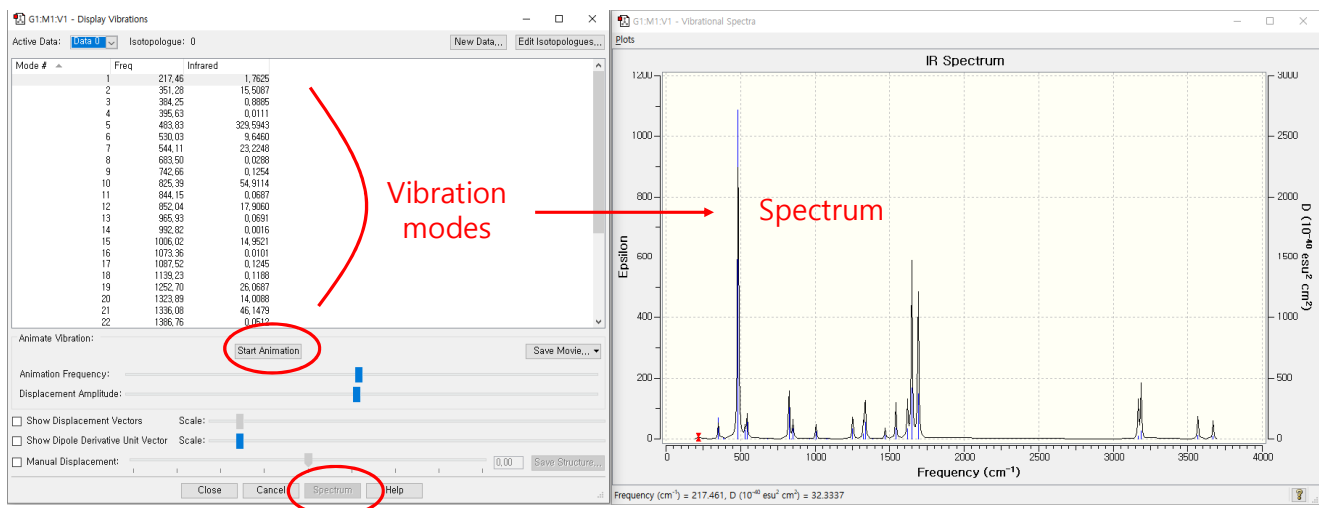 G1:M1:V1 - Display Vibrations
Active Data: Data 0 Isotopologue: 0 New Data,,, Edit Isotopologues,,,
Mode # Freq Infrared
1 217,46 1,7625
2 351,28 15,5087
3 384,25 0,8885
4 395,63 0,0111
5 483,83 329,5943
6 530,03 9,6460
7 544,11 23,2248
8 683,50 0,0288
9 742,66 0,1254
10 825,39 54,9114
11 844,15 0,0687
12 852,04 17,9060
13 965,93 0,0691
14 992,82 0,0016
15 1006,02 14,9521
16 1073,36 0,0101
17 1087,52 0,1245
18 1139,23 0,1188
19 1252,70 26,0687
20 1323,89 14,0088
21 1336,08 46,1479
22 1386,76 0,0512
Vibration
modes
Animate Vibration:
Start Animation Save Movie,,,
Animation Frequency:
Displacement Amplitude:
Show Displacement Vectors Scale:
Show Dipole Derivative Unit Vector Scale:
Manual Displacement: 0,00 Save Structure,,,
Close Cancel Spectrum Help
G1:M1:V1 - Vibrational Spectra
Plots
IR Spectrum
1200 3000
1000 2500
800 2000
600 1500
400 1000
200 500
0 0
Epsilon
D (10⁻⁴⁰ esu² cm²)
Spectrum
0 500 1000 1500 2000 2500 3000 3500 4000
Frequency (cm⁻¹)
Frequency (cm⁻¹) = 217.461, D (10⁻⁴⁰ esu² cm²) = 32.3337